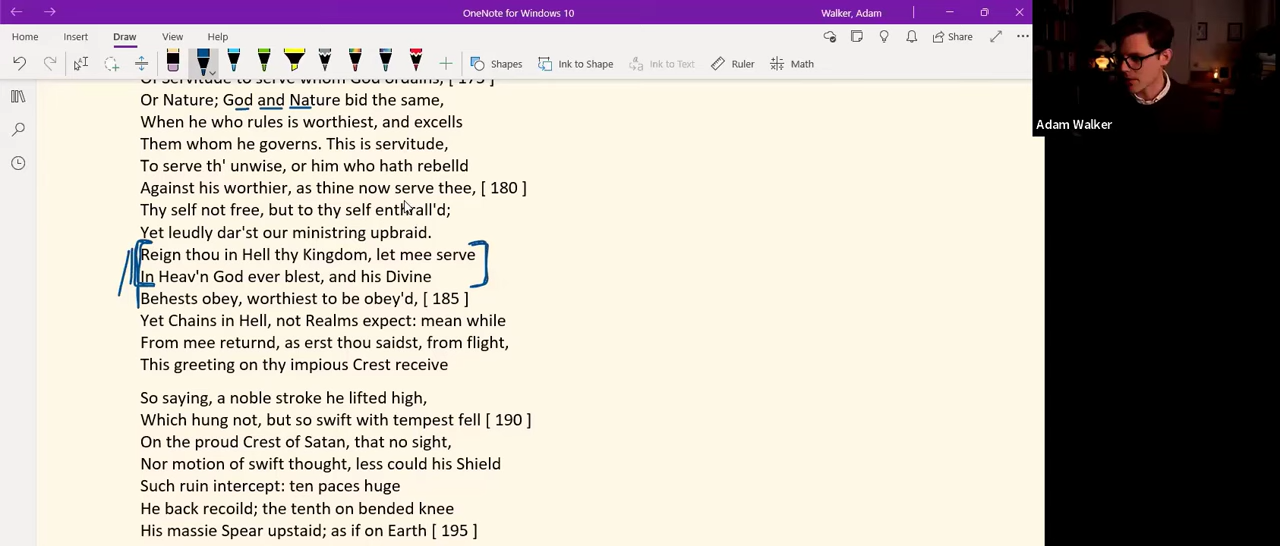 OneNote for Windows 10
Walker, Adam
Home Insert Draw View Help
Share
Shapes
Ink to Shape
Ink to Text
Ruler
Math
Adam Walker
Of Servitude to serve whom God ordains, [ 175 ]
Or Nature; God and Nature bid the same,
When he who rules is worthiest, and excells
Them whom he governs. This is servitude,
To serve th' unwise, or him who hath rebelld
Against his worthier, as thine now serve thee, [ 180 ]
Thy self not free, but to thy self enthrall'd;
Yet leudly dar'st our ministring upbraid.
Reign thou in Hell thy Kingdom, let mee serve
In Heav'n God ever blest, and his Divine
Behests obey, worthiest to be obey'd, [ 185 ]
Yet Chains in Hell, not Realms expect: mean while
From mee returnd, as erst thou saidst, from flight,
This greeting on thy impious Crest receive
So saying, a noble stroke he lifted high,
Which hung not, but so swift with tempest fell [ 190 ]
On the proud Crest of Satan, that no sight,
Nor motion of swift thought, less could his Shield
Such ruin intercept: ten paces huge
He back recoild; the tenth on bended knee
His massie Spear upstaid; as if on Earth [ 195 ]